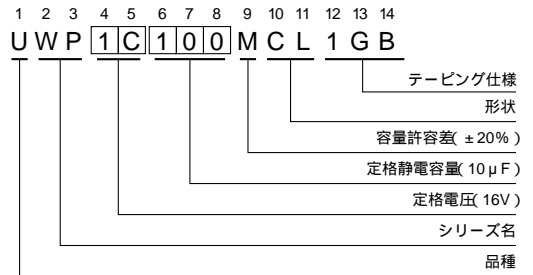 1 2 3 4 5 6 7 8 9 10 11 12 13 14
U W P 1 C 1 0 0 M C L 1 G B
テーピング仕様
形状
容量許容差(±20%)
定格静電容量(10μF)
定格電圧(16V)
シリーズ名
品種